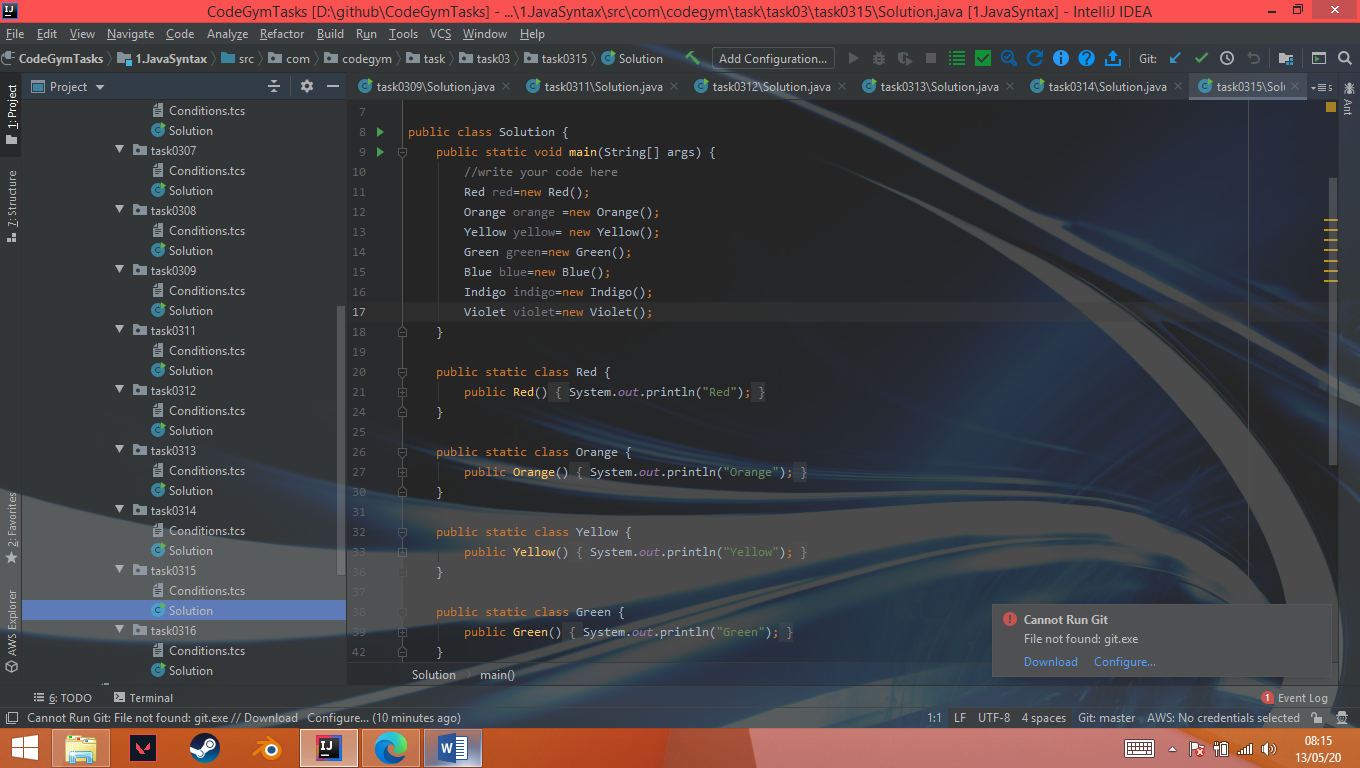 CodeGymTasks [D:\github\CodeGymTasks] - ...\1.JavaSyntax\src\com\codegym\task\task03\task0315\Solution.java [1.JavaSyntax] - IntelliJ IDEA
File Edit View Navigate Code Analyze Refactor Build Run Tools VCS Window Help
CodeGymTasks 1.JavaSyntax src com codegym task task03 task0315 Solution Add Configuration... Git:
Project
task0309\Solution.java task0311\Solution.java task0312\Solution.java task0313\Solution.java task0314\Solution.java task0315\Sol
1: Project
7: Structure
2: Favorites
AWS Explorer
Ant
Conditions.tcs
Solution
task0307
Conditions.tcs
Solution
task0308
Conditions.tcs
Solution
task0309
Conditions.tcs
Solution
task0311
Conditions.tcs
Solution
task0312
Conditions.tcs
Solution
task0313
Conditions.tcs
Solution
task0314
Conditions.tcs
Solution
task0315
Conditions.tcs
Solution
task0316
Conditions.tcs
Solution
7
8 public class Solution {
9 public static void main(String[] args) {
10 //write your code here
11 Red red=new Red();
12 Orange orange =new Orange();
13 Yellow yellow= new Yellow();
14 Green green=new Green();
15 Blue blue=new Blue();
16 Indigo indigo=new Indigo();
17 Violet violet=new Violet();
18 }
19
20 public static class Red {
21 public Red() { System.out.println("Red"); }
24 }
25
26 public static class Orange {
27 public Orange() { System.out.println("Orange"); }
30 }
31
32 public static class Yellow {
33 public Yellow() { System.out.println("Yellow"); }
36 }
37
38 public static class Green {
39 public Green() { System.out.println("Green"); }
42 }
Cannot Run Git
File not found: git.exe
Download Configure...
Solution main()
6: TODO Terminal 1 Event Log
Cannot Run Git: File not found: git.exe // Download Configure... (10 minutes ago) 1:1 LF UTF-8 4 spaces Git: master AWS: No credentials selected
08:15
13/05/20